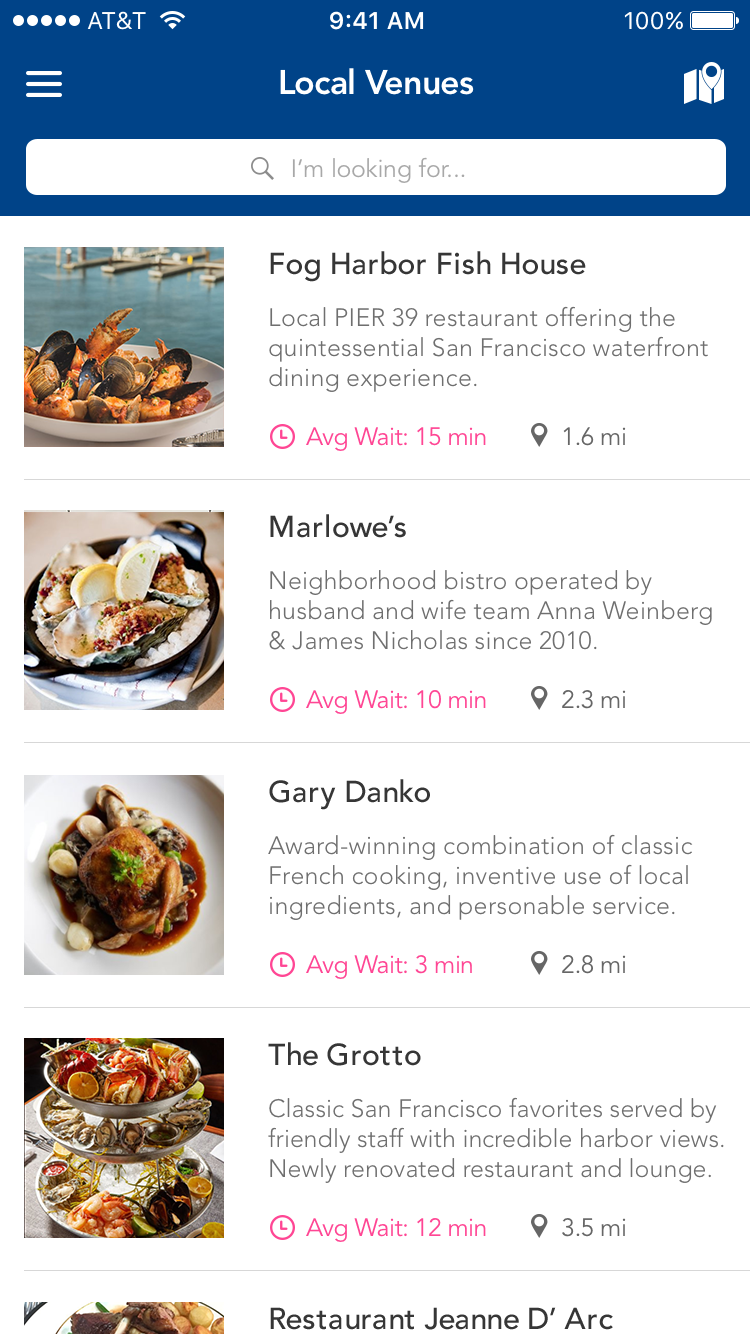 AT&T 9:41 AM 100%
Local Venues
I’m looking for...
Fog Harbor Fish House
Local PIER 39 restaurant offering the
quintessential San Francisco waterfront
dining experience.
Avg Wait: 15 min 1.6 mi
Marlowe’s
Neighborhood bistro operated by
husband and wife team Anna Weinberg
& James Nicholas since 2010.
Avg Wait: 10 min 2.3 mi
Gary Danko
Award-winning combination of classic
French cooking, inventive use of local
ingredients, and personable service.
Avg Wait: 3 min 2.8 mi
The Grotto
Classic San Francisco favorites served by
friendly staff with incredible harbor views.
Newly renovated restaurant and lounge.
Avg Wait: 12 min 3.5 mi
Restaurant Jeanne D’ Arc